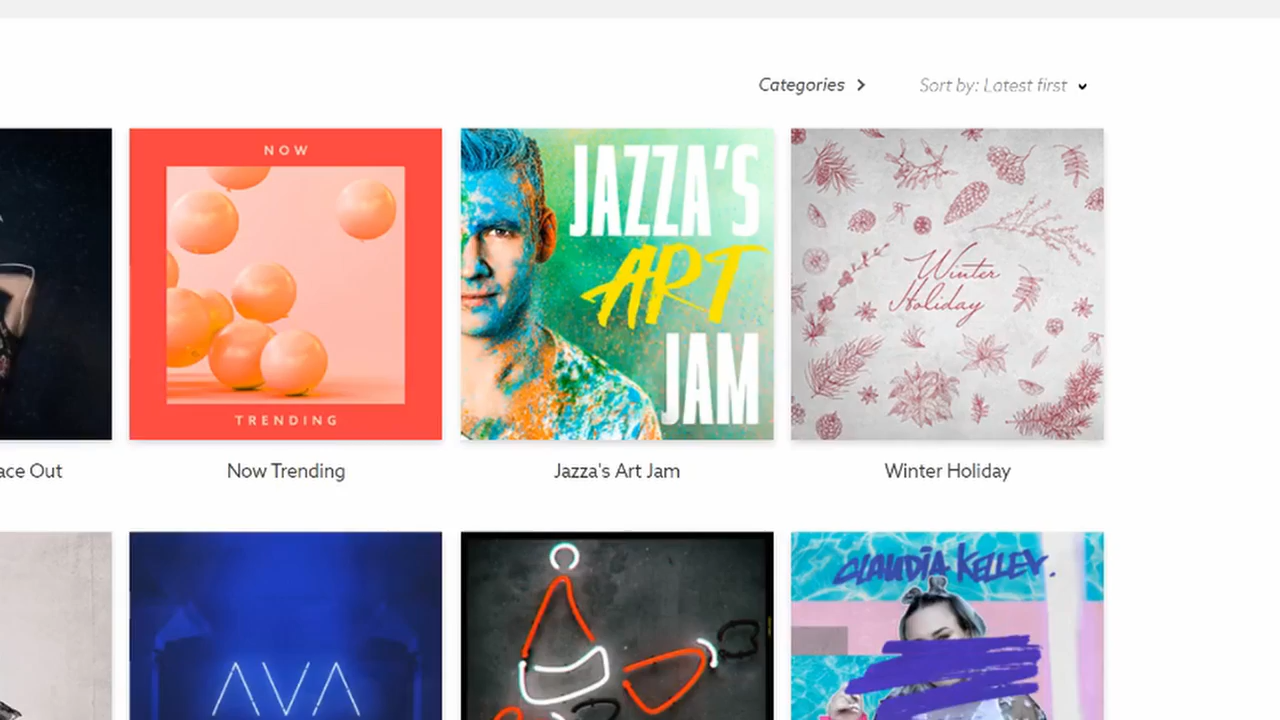 Categories
Sort by: Latest first
NOW
TRENDING
JAZZA'S
ART
JAM
Winter
Holiday
ace Out
Now Trending
Jazza's Art Jam
Winter Holiday
AVA
CLAUDIA KELLEY.